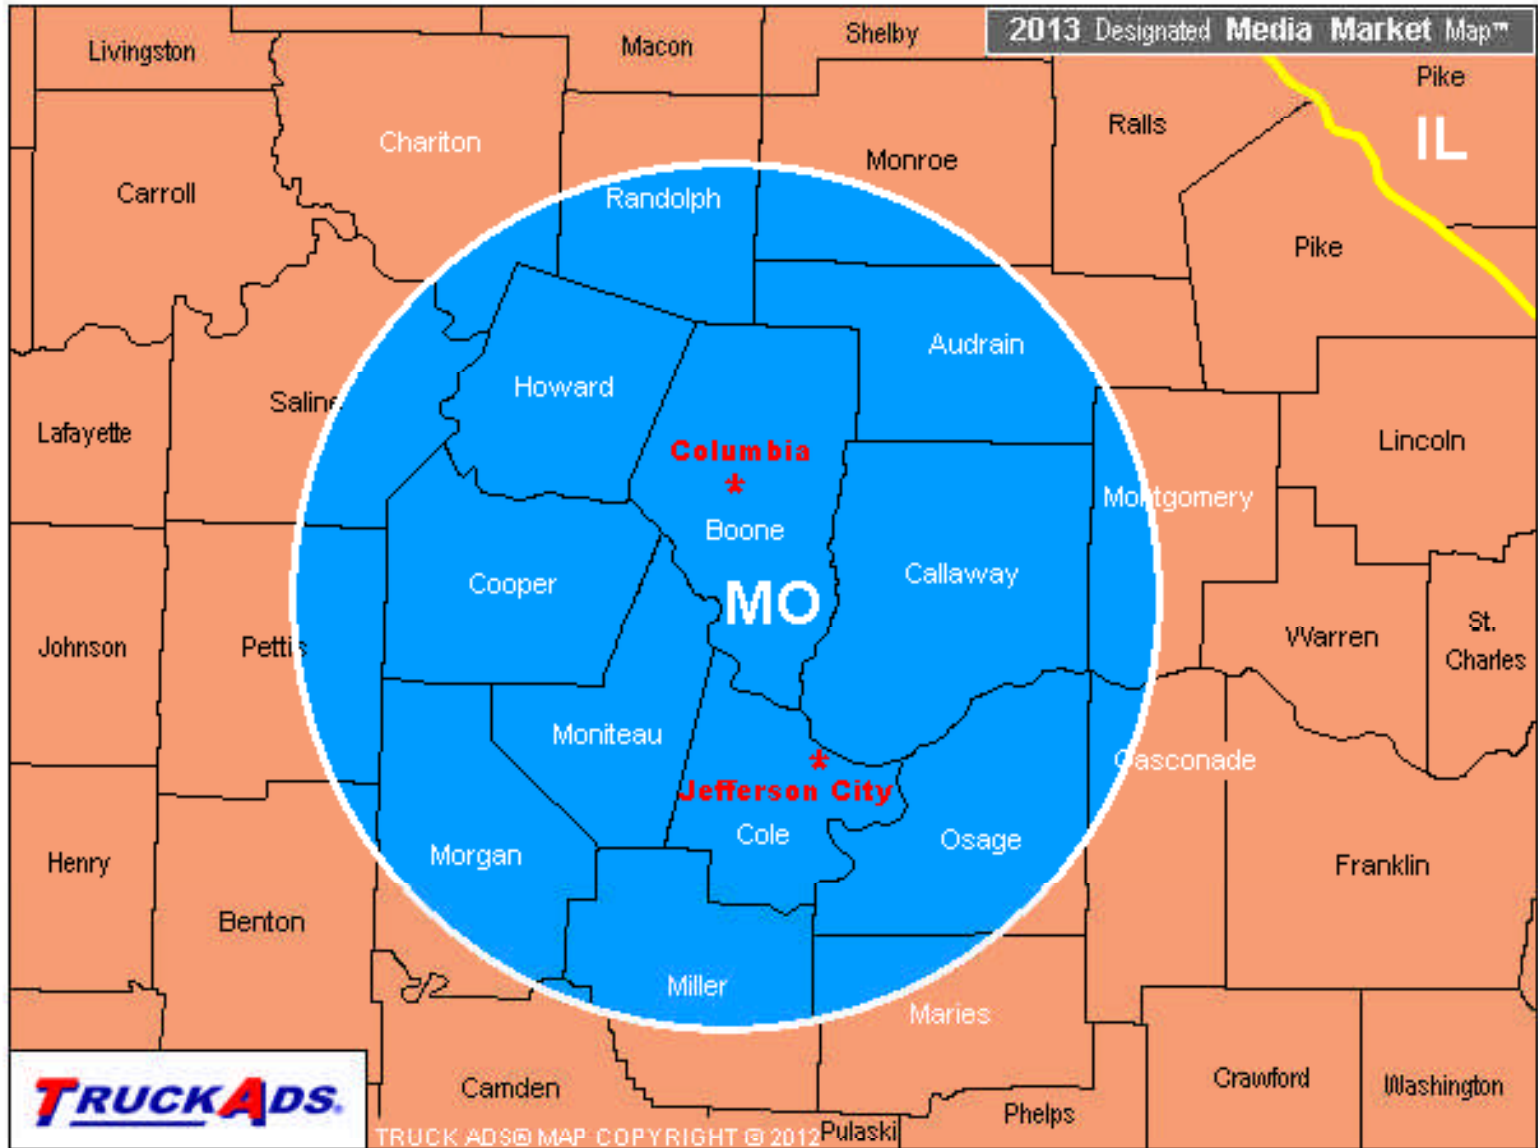 2013 Designated Media Market Map™
Livingston
Macon
Shelby
Pike
Ralls
IL
Chariton
Monroe
Carroll
Randolph
Pike
Audrain
Howard
Saline
Lafayette
Lincoln
Columbia
*
Montgomery
Boone
Callaway
Cooper
MO
St.
Charles
Warren
Johnson
Pettis
Moniteau
*
Gasconade
Jefferson City
Cole
Osage
Morgan
Henry
Franklin
Benton
Miller
Maries
Crawford
Washington
Camden
TRUCKADS®
Phelps
Pulaski
TRUCK ADS® MAP COPYRIGHT © 2012